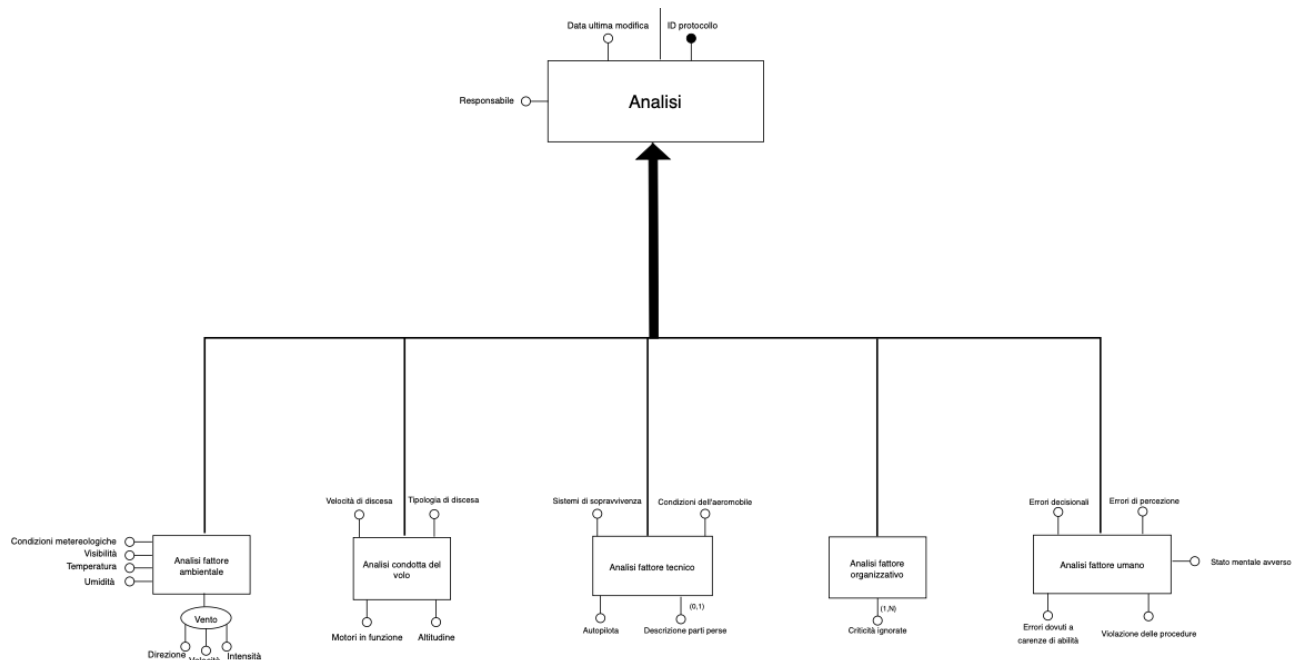 Data ultima modifica
ID protocollo
Responsabile
Analisi
Velocità di discesa
Tipologia di discesa
Sistemi di sopravvivenza
Condizioni dell'aeromobile
Errori decisionali
Errori di percezione
Condizioni metereologiche
Visibilità
Temperatura
Umidità
Analisi fattore
ambientale
Analisi condotta del
volo
Analisi fattore tecnico
Analisi fattore
organizzativo
Analisi fattore umano
Stato mentale avverso
(0,1)
(1,N)
Vento
Motori in funzione
Altitudine
Autopilota
Descrizione parti perse
Criticità ignorate
Errori dovuti a
carenze di abilità
Violazione delle procedure
Direzione
Velocità
Intensità